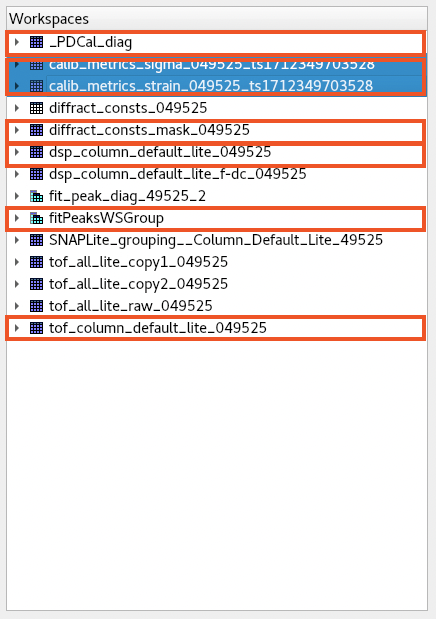 Workspaces
_PDCal_diag
calib_metrics_sigma_049525_ts1712349703528
calib_metrics_strain_049525_ts1712349703528
diffract_consts_049525
diffract_consts_mask_049525
dsp_column_default_lite_049525
dsp_column_default_lite_f-dc_049525
fit_peak_diag_49525_2
fitPeaksWSGroup
SNAPLite_grouping__Column_Default_Lite_49525
tof_all_lite_copy1_049525
tof_all_lite_copy2_049525
tof_all_lite_raw_049525
tof_column_default_lite_049525